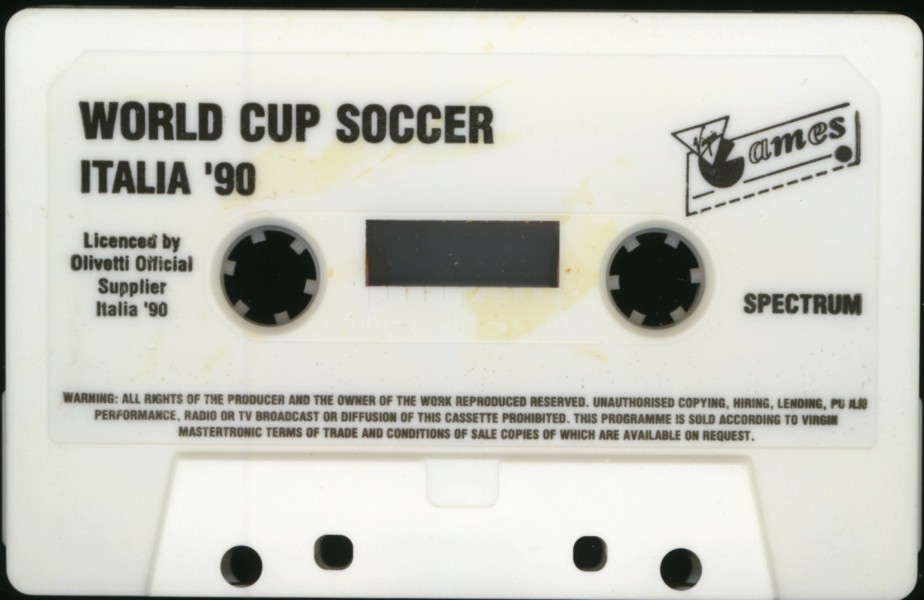 WORLD CUP SOCCER
ITALIA '90
Virgin Games
Licenced by
Olivetti Official
Supplier
Italia '90
SPECTRUM
WARNING: ALL RIGHTS OF THE PRODUCER AND THE OWNER OF THE WORK REPRODUCED RESERVED. UNAUTHORISED COPYING, HIRING, LENDING,
PERFORMANCE, RADIO OR TV BROADCAST OR DIFFUSION OF THIS CASSETTE PROHIBITED. THIS PROGRAMME IS SOLD ACCORDING TO VIRGIN
MASTERTRONIC TERMS OF TRADE AND CONDITIONS OF SALE COPIES OF WHICH ARE AVAILABLE ON REQUEST.